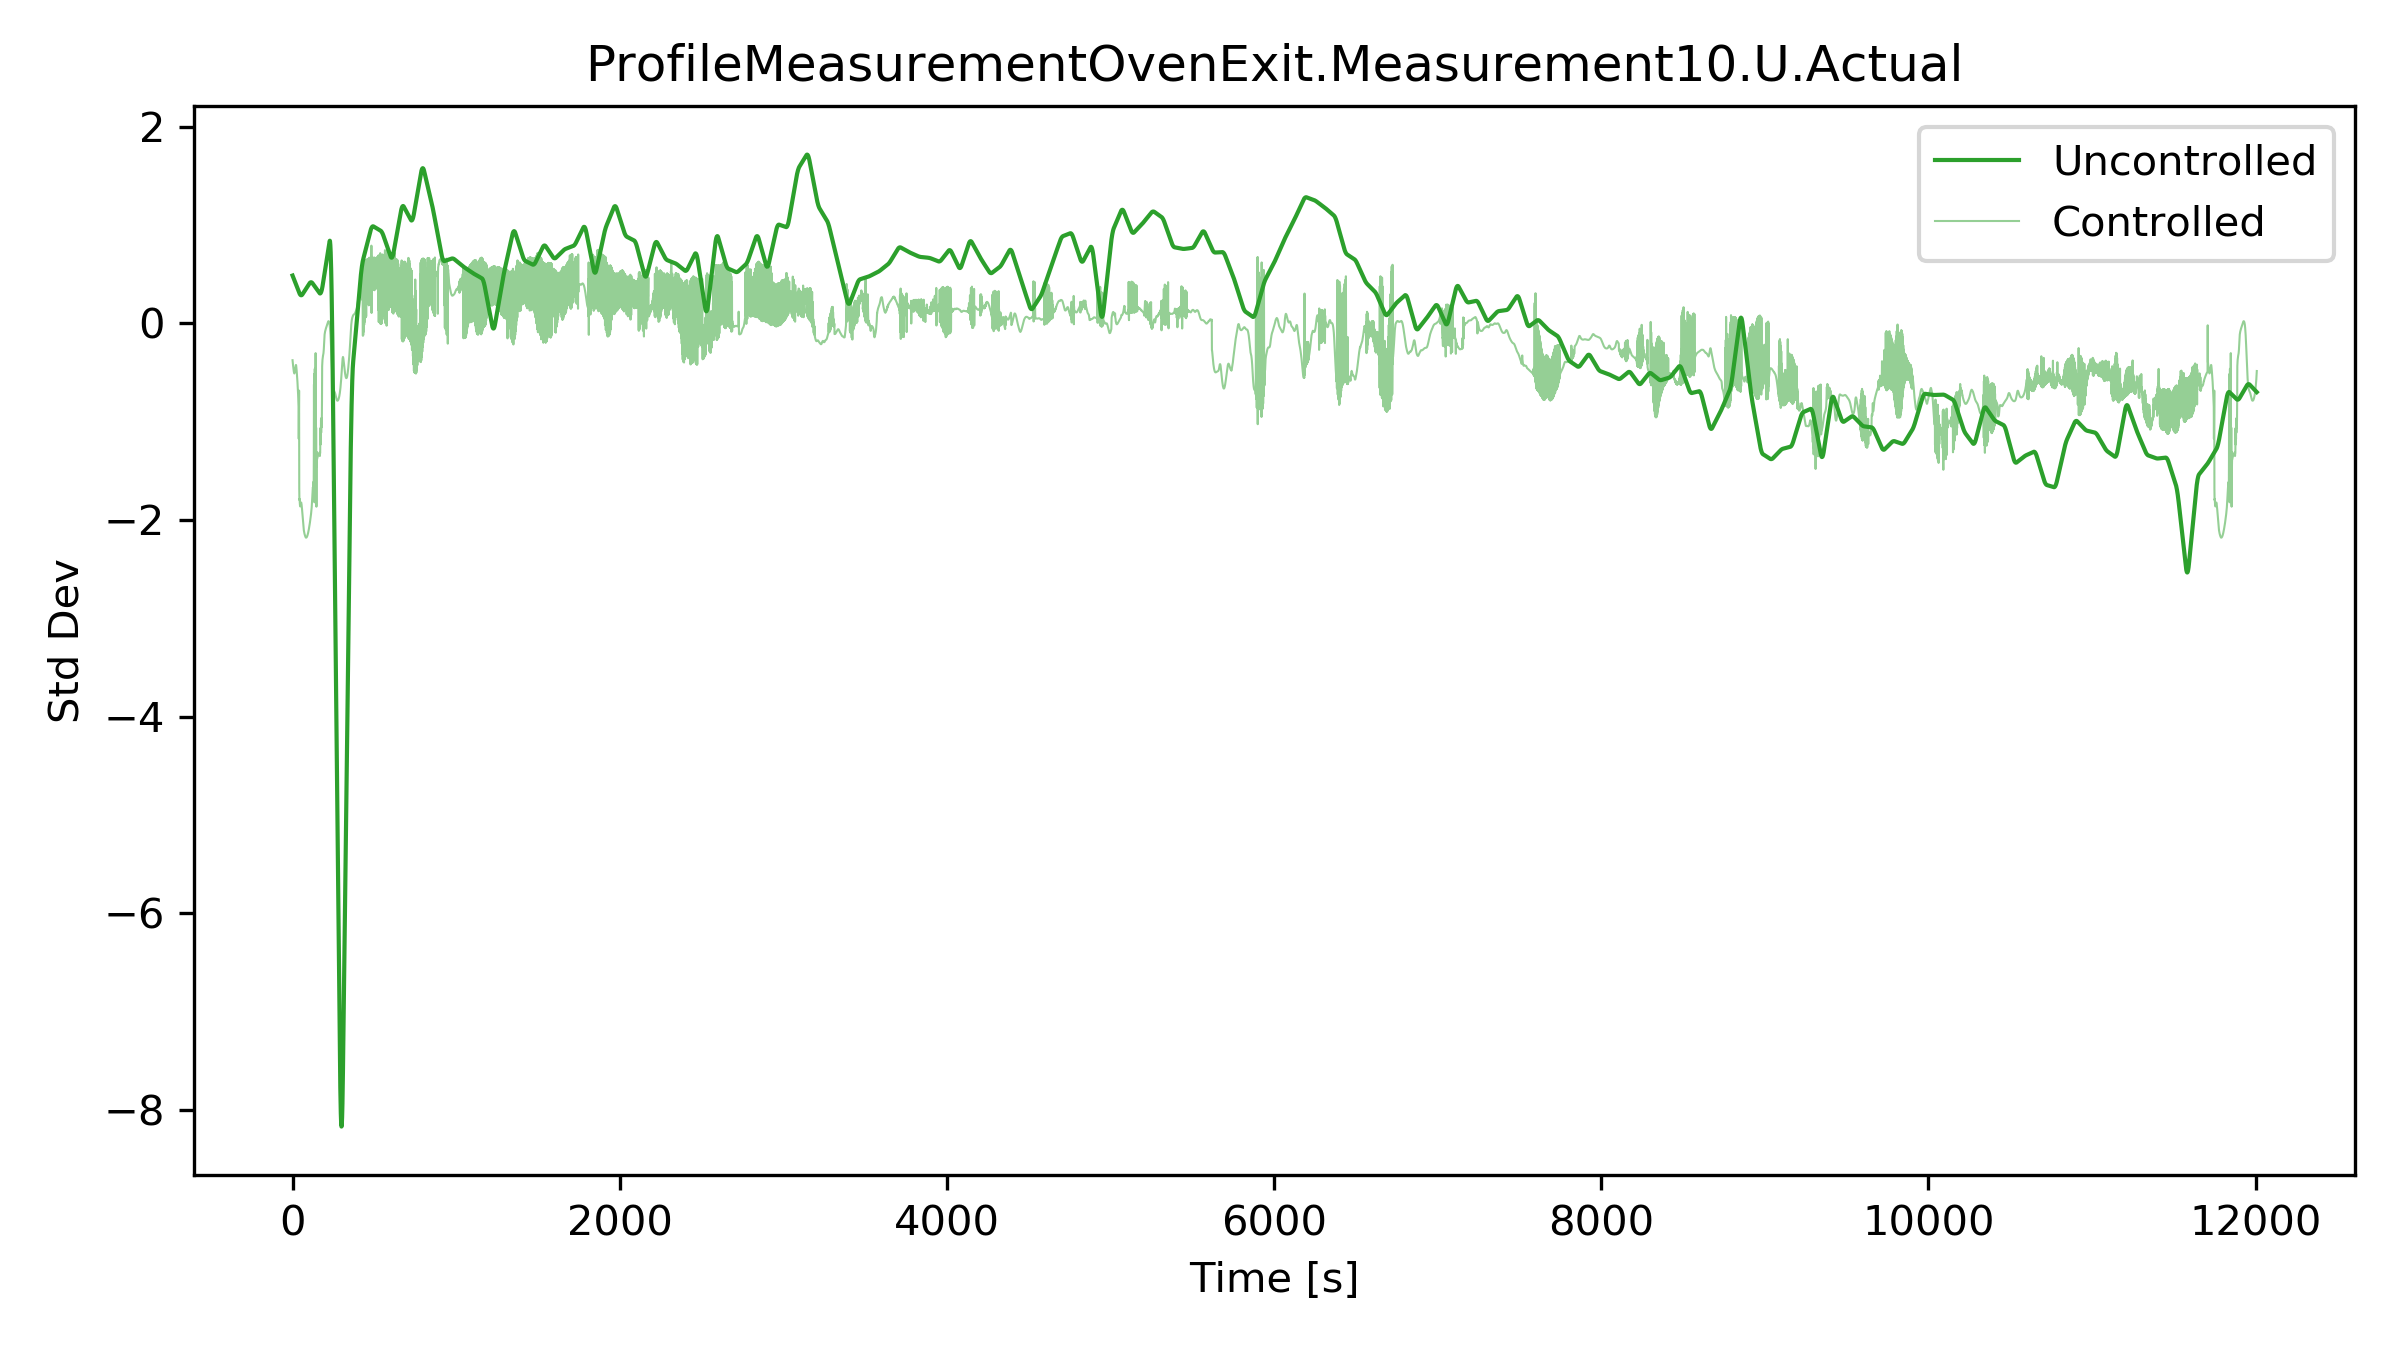 ProfileMeasurementOvenExit.Measurement10.U.Actual
Uncontrolled
Controlled
2
0
−2
−4
−6
−8
Std Dev
0 2000 4000 6000 8000 10000 12000
Time [s]